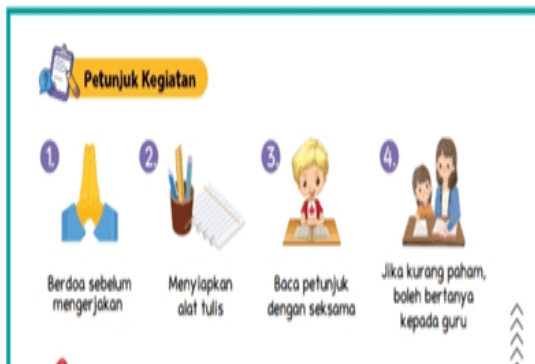 Petunjuk Kegiatan
1.
Berdoa sebelum
mengerjakan
2.
Menyiapkan
alat tulis
3.
Baca petunjuk
dengan seksama
4.
Jika kurang paham,
boleh bertanya
kepada guru